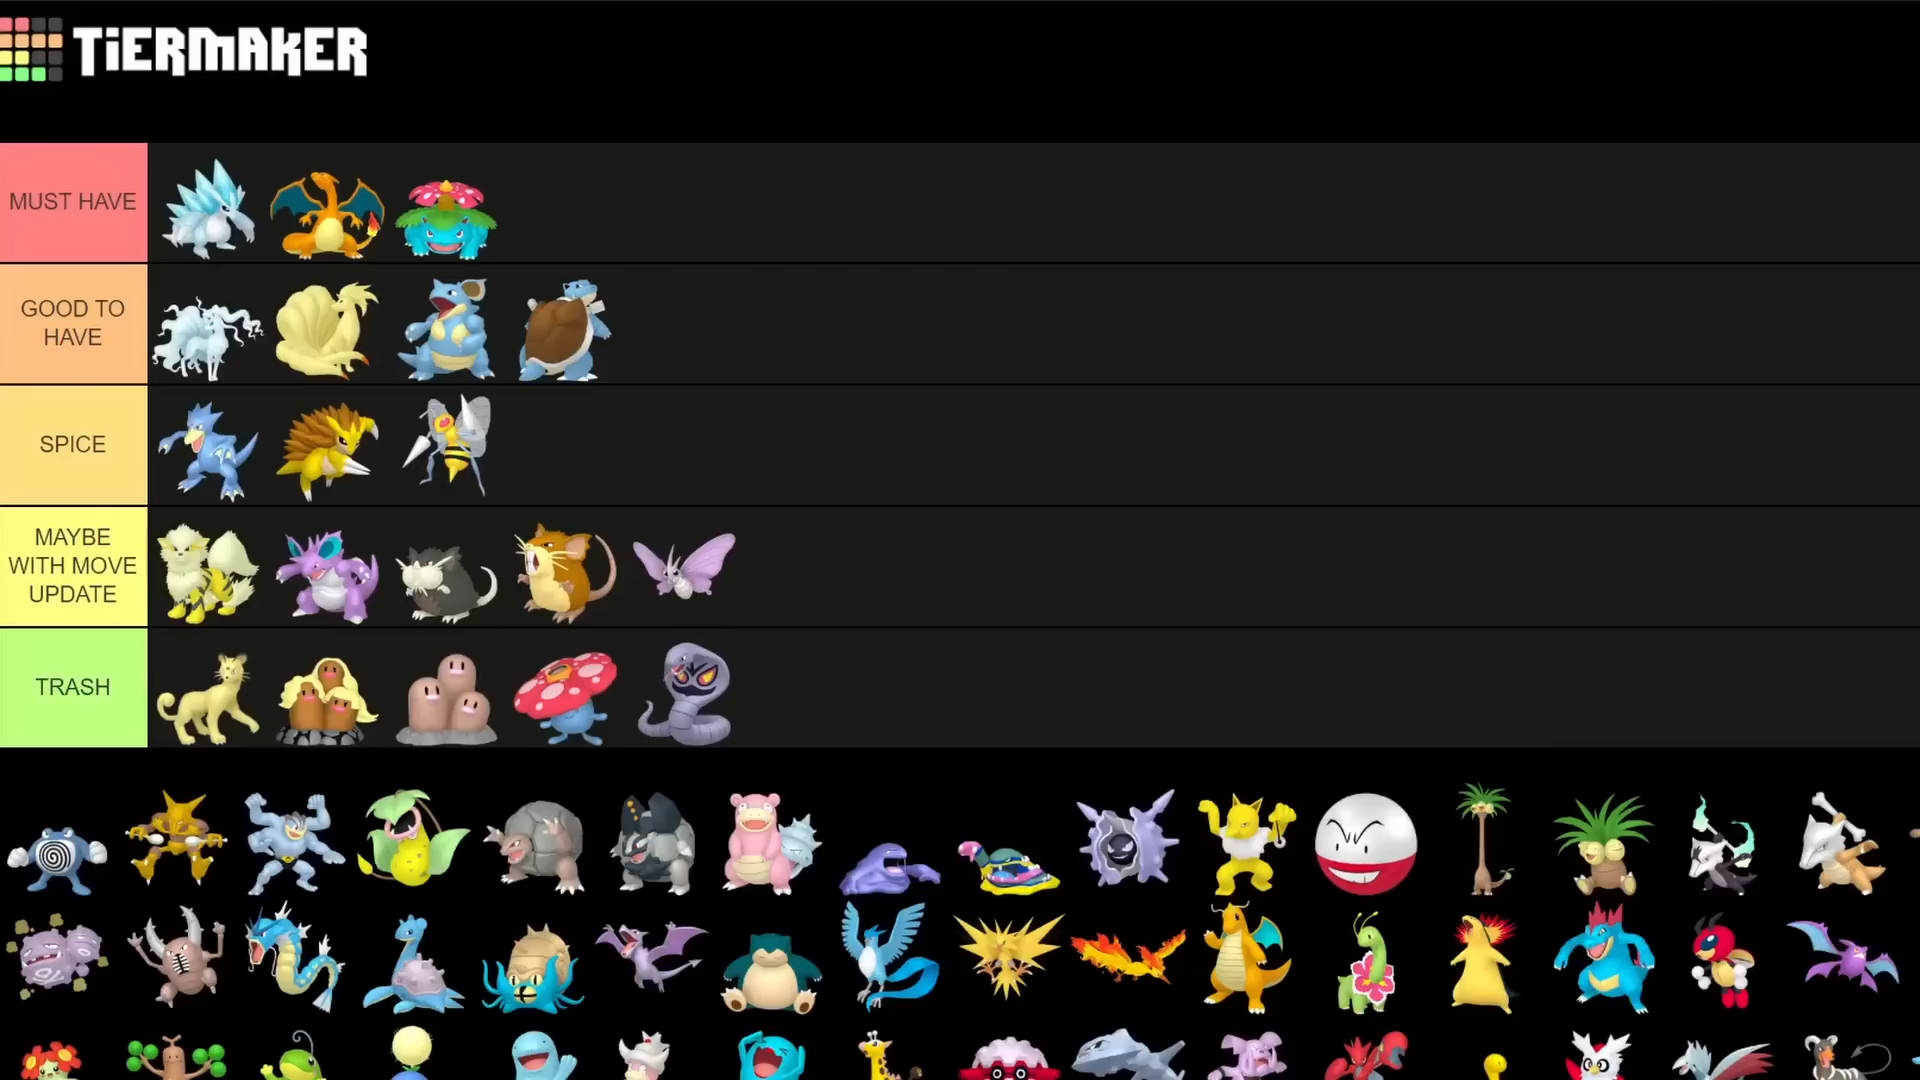 TiERMAKER
MUST HAVE
GOOD TO
HAVE
SPICE
MAYBE
WITH MOVE
UPDATE
TRASH